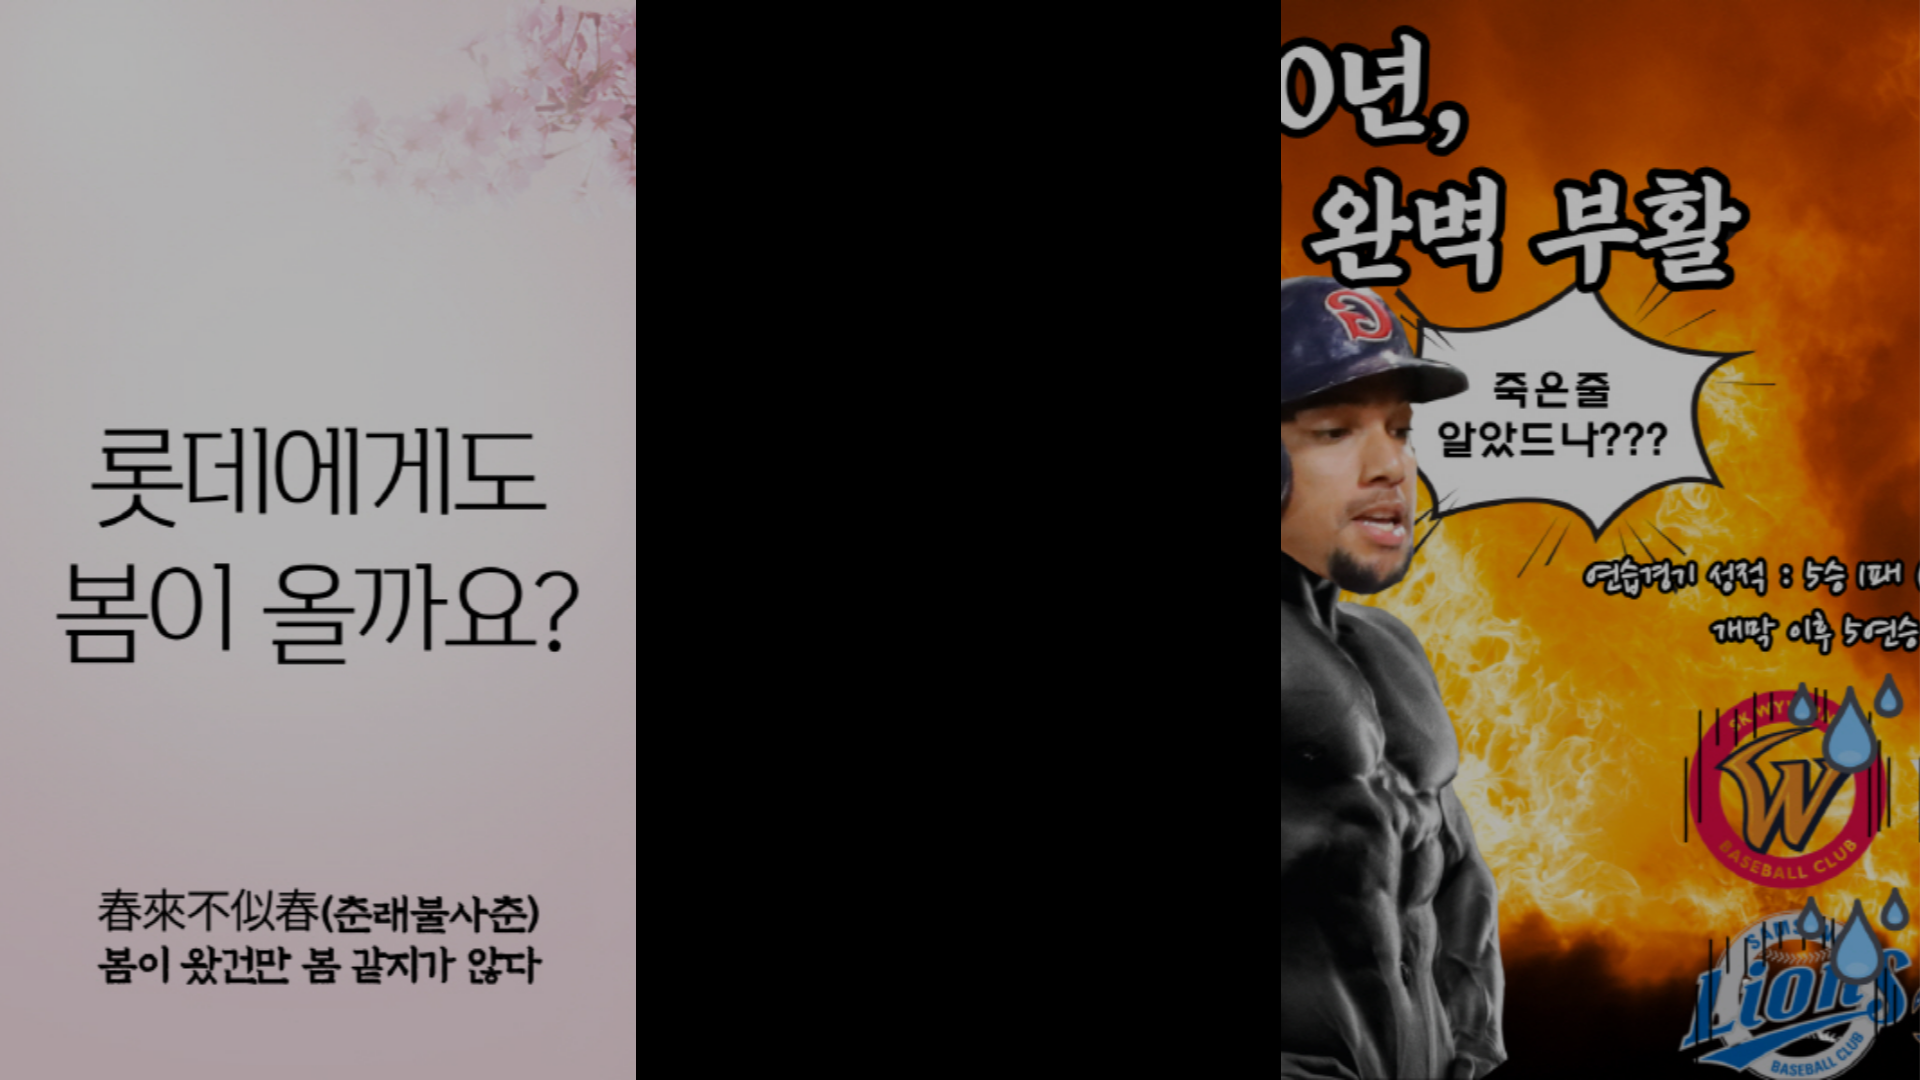 롯데에게도
봄이 올까요?
春來不似春(춘래불사춘)
봄이 왔건만 봄 같지가 않다
0년,
완벽 부활
죽은줄
알았드나???
연습경기 성적 : 5승 1패
개막 이후 5연승
SK WYVERNS
W
BASEBALL CLUB
SAMSUNG
Lions
BASEBALL CLUB